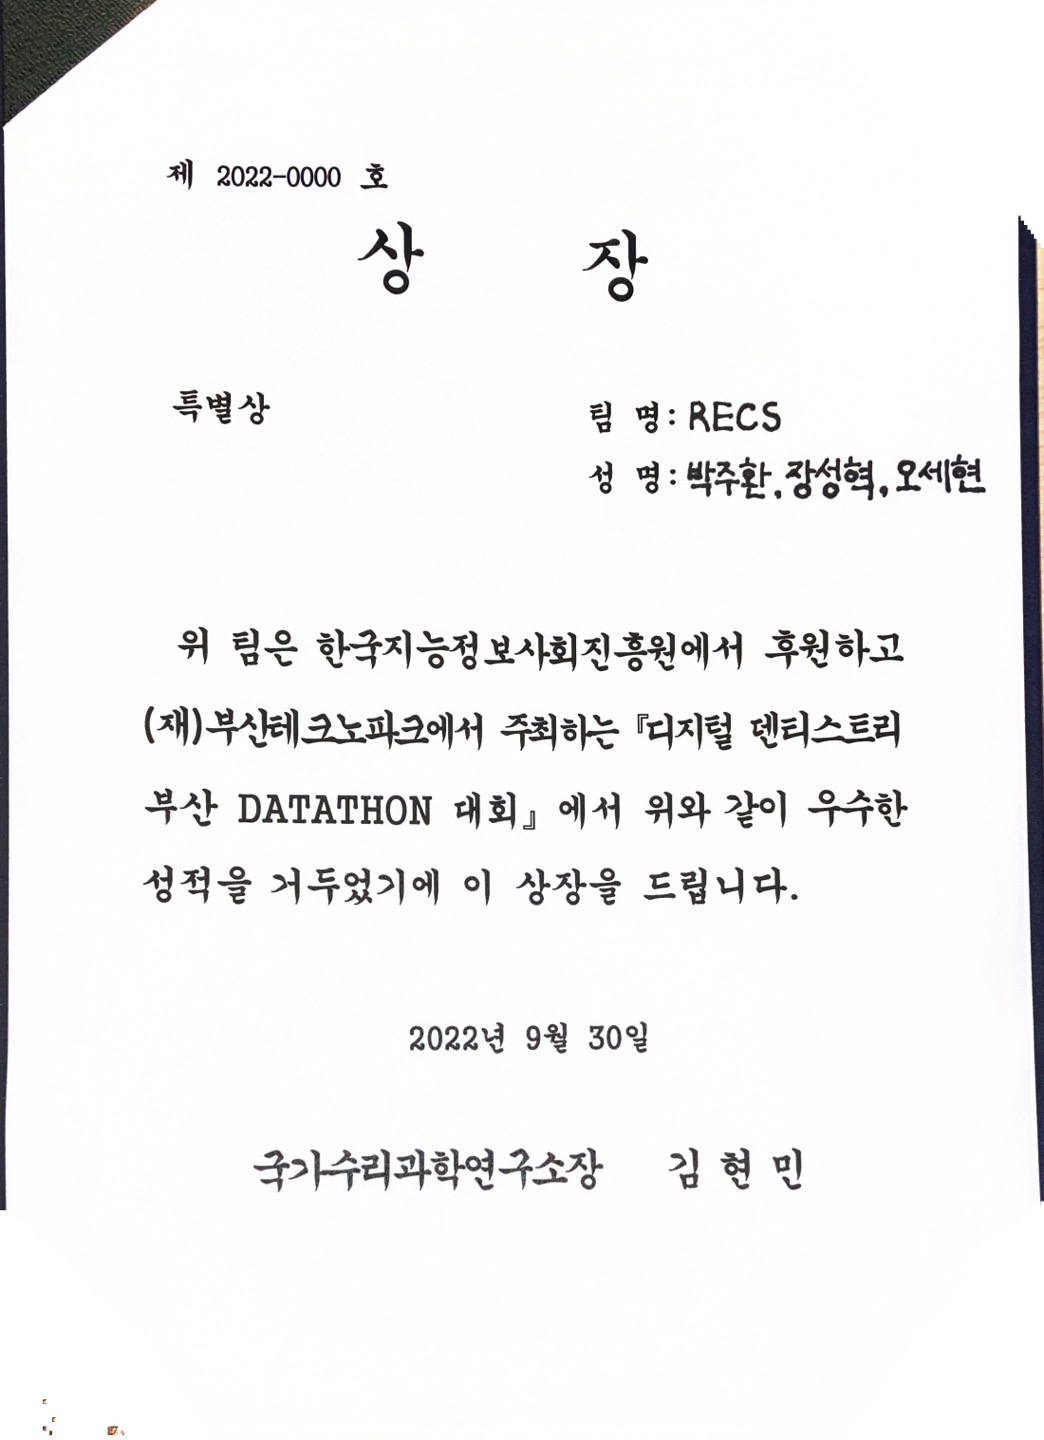 제 2022-0000 호
상 장
특별상
팀 명: RECS
성 명: 박주환, 장성혁, 오세현
위 팀은 한국지능정보사회진흥원에서 후원하고
(재)부산테크노파크에서 주최하는 『디지털 덴티스트리
부산 DATATHON 대회』 에서 위와 같이 우수한
성적을 거두었기에 이 상장을 드립니다.
2022년 9월 30일
국가수리과학연구소장 김 현 민